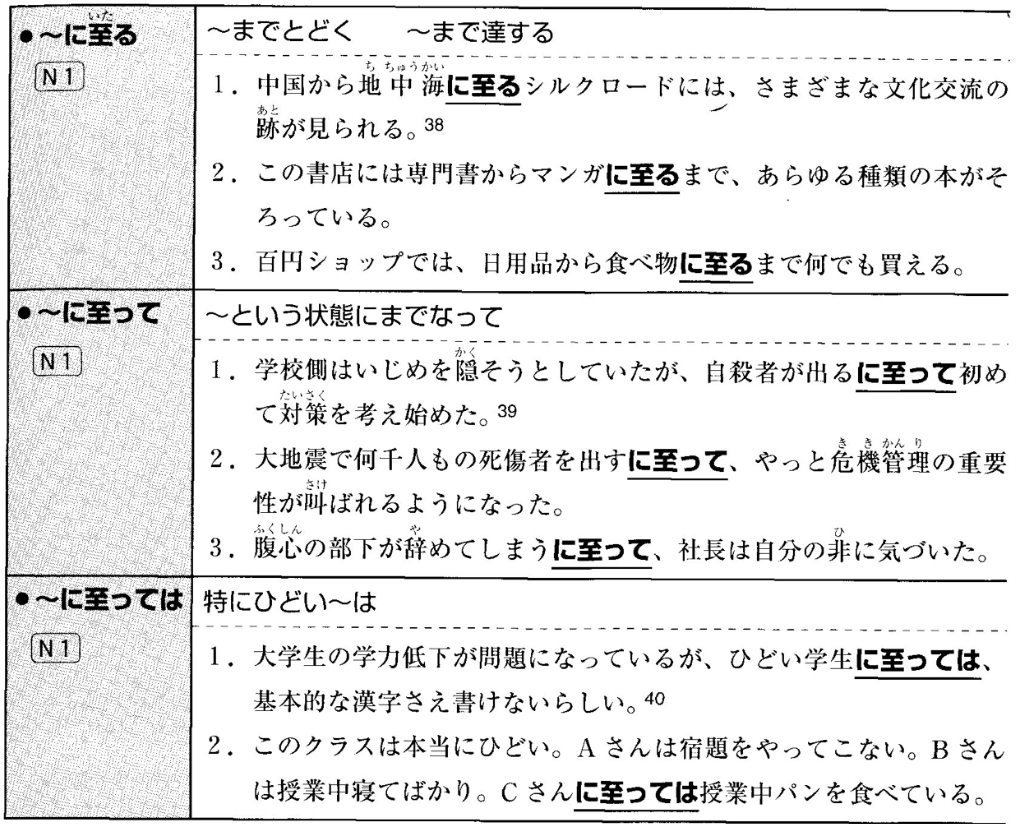 ●～に至る
いた
N1
～までとどく　～まで達する
1．中国から地中海に至るシルクロードには、さまざまな文化交流の
ち ちゅうかい
跡が見られる。38
あと
2．この書店には専門書からマンガに至るまで、あらゆる種類の本がそ
ろっている。
3．百円ショップでは、日用品から食べ物に至るまで何でも買える。
●～に至って
N1
～という状態にまでなって
1．学校側はいじめを隠そうとしていたが、自殺者が出るに至って初め
かく
て対策を考え始めた。39
たいさく
2．大地震で何千人もの死傷者を出すに至って、やっと危機管理の重要
き き かん り
性が叫ばれるようになった。
さけ
3．腹心の部下が辞めてしまうに至って、社長は自分の非に気づいた。
ふくしん や ひ
●～に至っては
N1
特にひどい～は
1．大学生の学力低下が問題になっているが、ひどい学生に至っては、
基本的な漢字さえ書けないらしい。40
2．このクラスは本当にひどい。Aさんは宿題をやってこない。Bさん
は授業中寝てばかり。Cさんに至っては授業中パンを食べている。